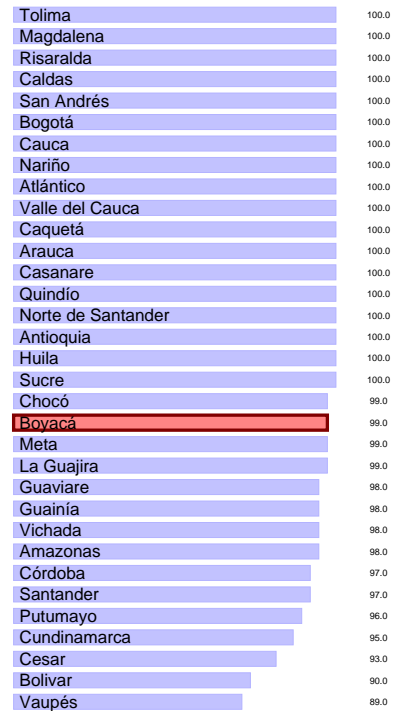 Tolima 100.0
Magdalena 100.0
Risaralda 100.0
Caldas 100.0
San Andrés 100.0
Bogotá 100.0
Cauca 100.0
Nariño 100.0
Atlántico 100.0
Valle del Cauca 100.0
Caquetá 100.0
Arauca 100.0
Casanare 100.0
Quindío 100.0
Norte de Santander 100.0
Antioquia 100.0
Huila 100.0
Sucre 100.0
Chocó 99.0
Boyacá 99.0
Meta 99.0
La Guajira 99.0
Guaviare 98.0
Guainía 98.0
Vichada 98.0
Amazonas 98.0
Córdoba 97.0
Santander 97.0
Putumayo 96.0
Cundinamarca 95.0
Cesar 93.0
Bolivar 90.0
Vaupés 89.0